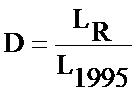 D = L_R / L_1995